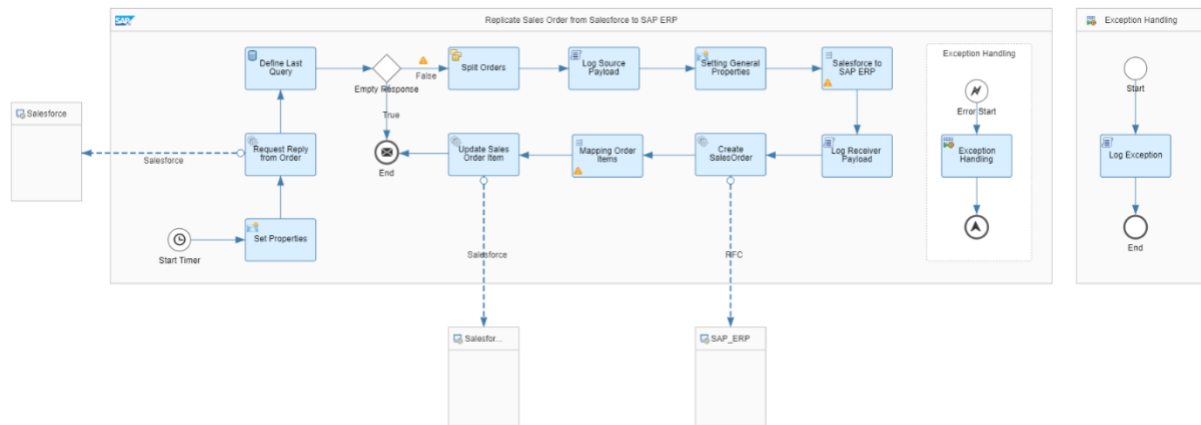 SAP
Replicate Sales Order from Salesforce to SAP ERP
Exception Handling
Define Last
Query
Empty Response
False
True
Split Orders
Log Source
Payload
Setting General
Properties
Salesforce to
SAP ERP
Exception Handling
Error Start
Exception
Handling
Start
Log Exception
End
Salesforce
Salesforce
Request Reply
from Order
End
Update Sales
Order Item
Mapping Order
Items
Create
SalesOrder
Log Receiver
Payload
Start Timer
Set Properties
Salesforce
RFC
Salesfor...
SAP_ERP